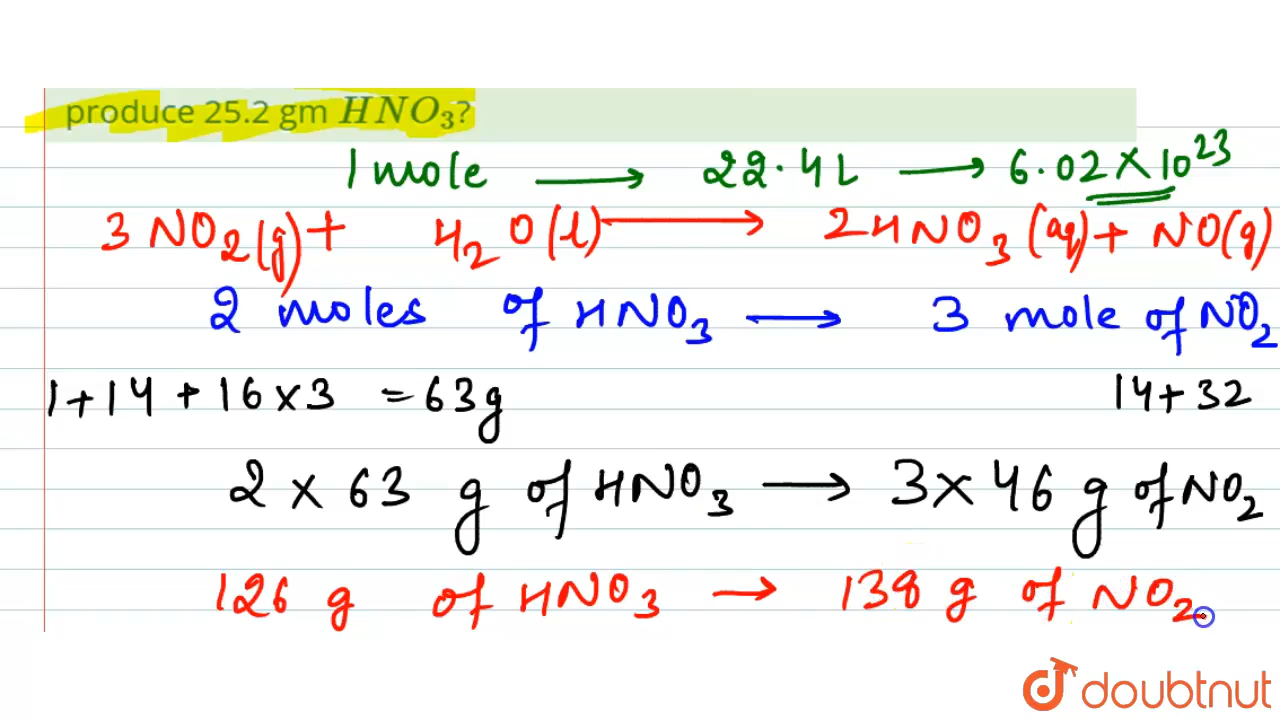 produce 25.2 gm HNO₃?
1 mole → 22.4L → 6.02×10²³
3 NO₂(g) + H₂O(l) → 2HNO₃(aq) + NO(g)
2 moles of HNO₃ → 3 mole of NO₂
1+14+16×3 = 63g 14+32
2×63 g of HNO₃ → 3×46 g of NO₂
126 g of HNO₃ → 138 g of NO₂
doubtnut